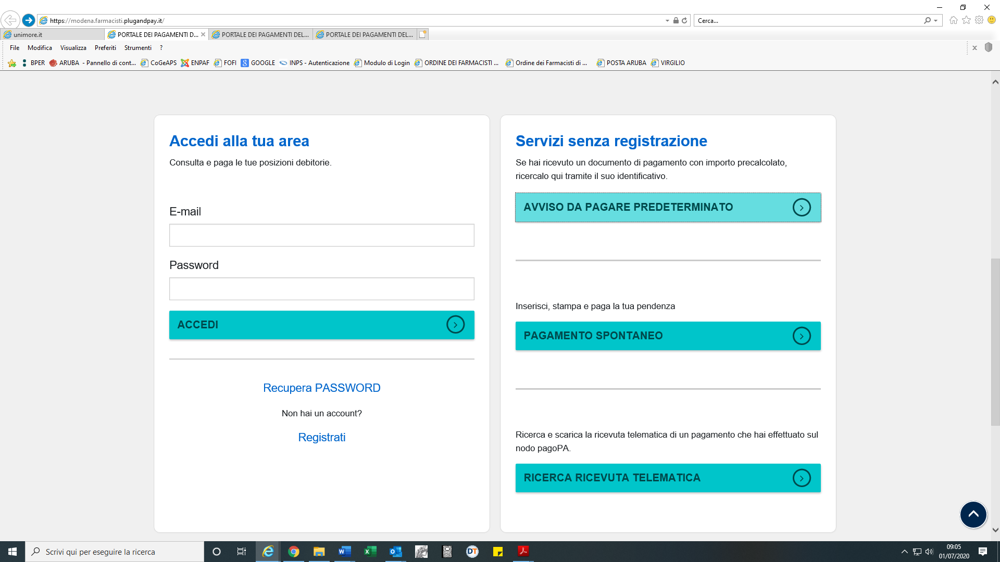 https://modena.farmacisti.plugandpay.it/
Cerca...
unimore.it
PORTALE DEI PAGAMENTI D...
PORTALE DEI PAGAMENTI DEL...
PORTALE DEI PAGAMENTI DEL...
File Modifica Visualizza Preferiti Strumenti ?
BPER ARUBA - Pannello di cont... CoGeAPS ENPAF FOFI GOOGLE INPS - Autenticazione Modulo di Login ORDINE DEI FARMACISTI ... Ordine dei Farmacisti di ... POSTA ARUBA VIRGILIO
Accedi alla tua area
Consulta e paga le tue posizioni debitorie.
E-mail
Password
ACCEDI
Recupera PASSWORD
Non hai un account?
Registrati
Servizi senza registrazione
Se hai ricevuto un documento di pagamento con importo precalcolato,
ricercalo qui tramite il suo identificativo.
AVVISO DA PAGARE PREDETERMINATO
Inserisci, stampa e paga la tua pendenza
PAGAMENTO SPONTANEO
Ricerca e scarica la ricevuta telematica di un pagamento che hai effettuato sul
nodo pagoPA.
RICERCA RICEVUTA TELEMATICA
Scrivi qui per eseguire la ricerca
DT
09:05
01/07/2020